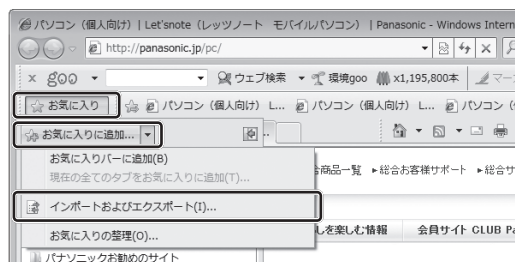 パソコン（個人向け）| Let'snote（レッツノート　モバイルパソコン）| Panasonic - Windows Intern
http://panasonic.jp/pc/
× goo ウェブ検索 環境goo x1,195,800本 マー
お気に入り パソコン（個人向け） L... パソコン（個人向け） L... パソコン（
お気に入りに追加... ..
お気に入りバーに追加(B)
現在の全てのタブをお気に入りに追加(T)...
商品一覧 ▸総合お客様サポート ▸総合サ
インポートおよびエクスポート(I)...
しを楽しむ情報 会員サイト CLUB Pa
お気に入りの整理(O)...
パナソニックお勧めのサイト